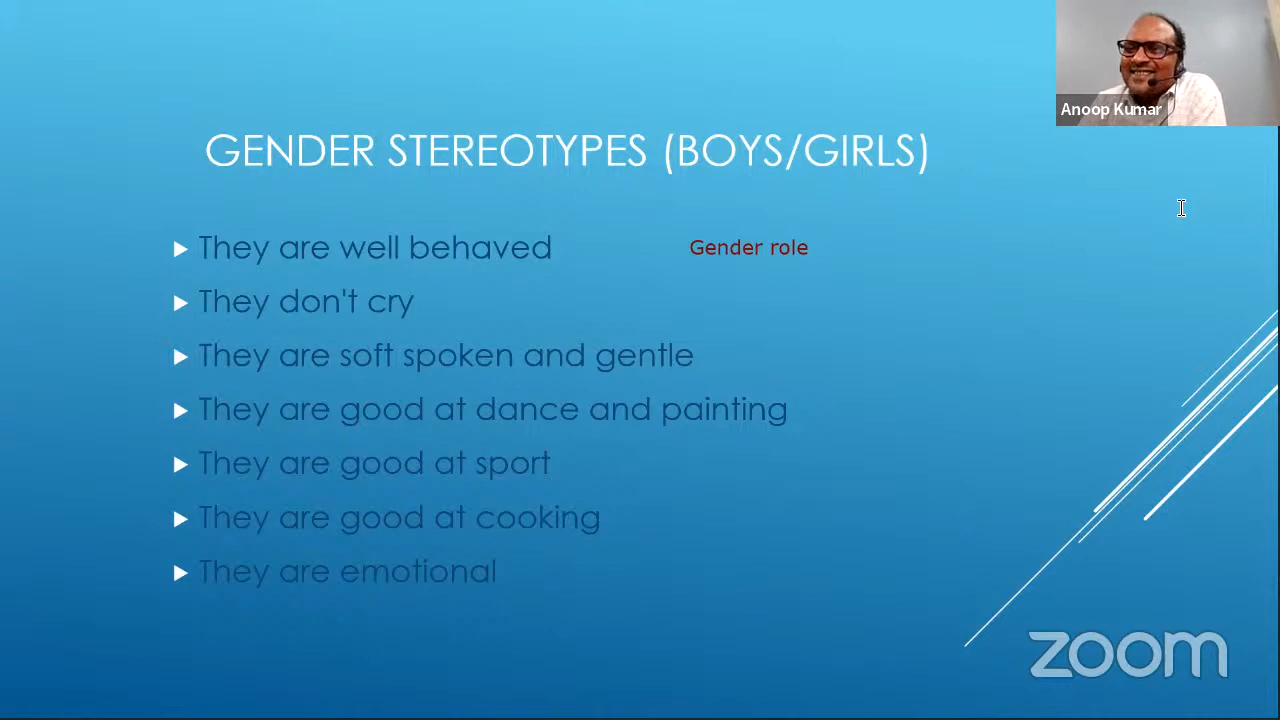 Anoop Kumar
GENDER STEREOTYPES (BOYS/GIRLS)
They are well behaved
Gender role
They don't cry
They are soft spoken and gentle
They are good at dance and painting
They are good at sport
They are good at cooking
They are emotional
zoom